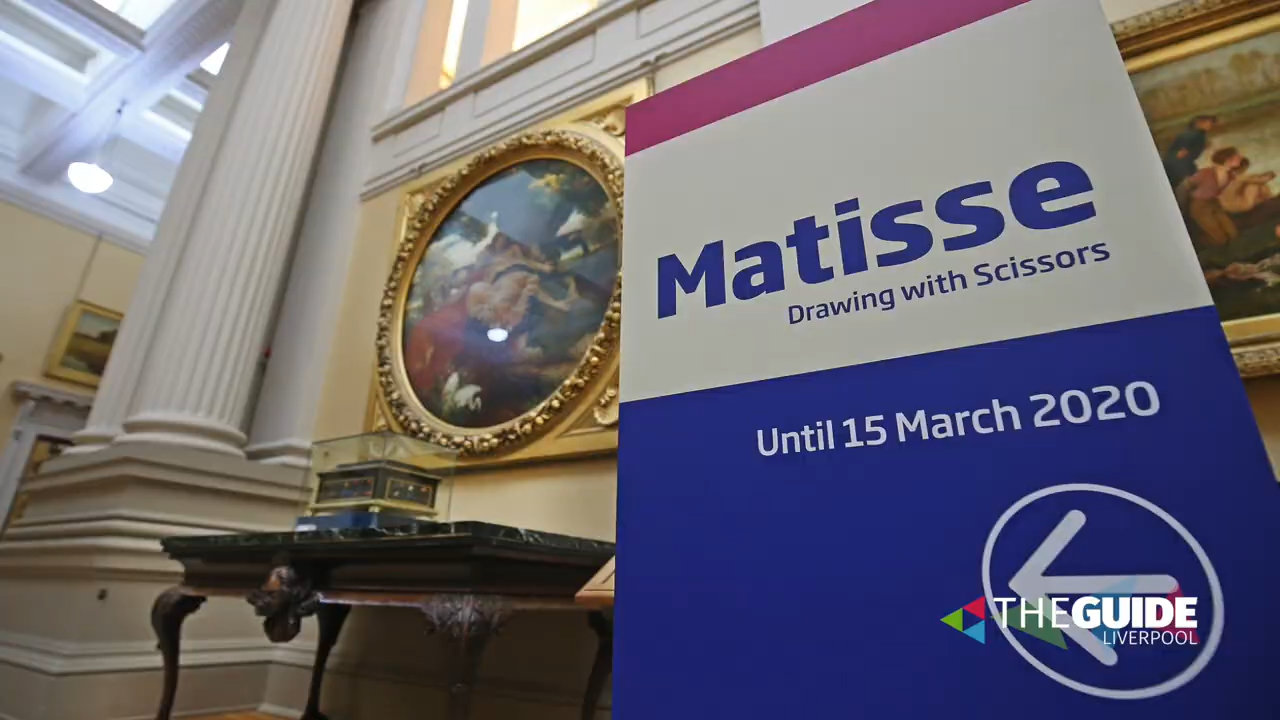 Matisse
Drawing with Scissors
Until 15 March 2020
THEGUIDE
LIVERPOOL